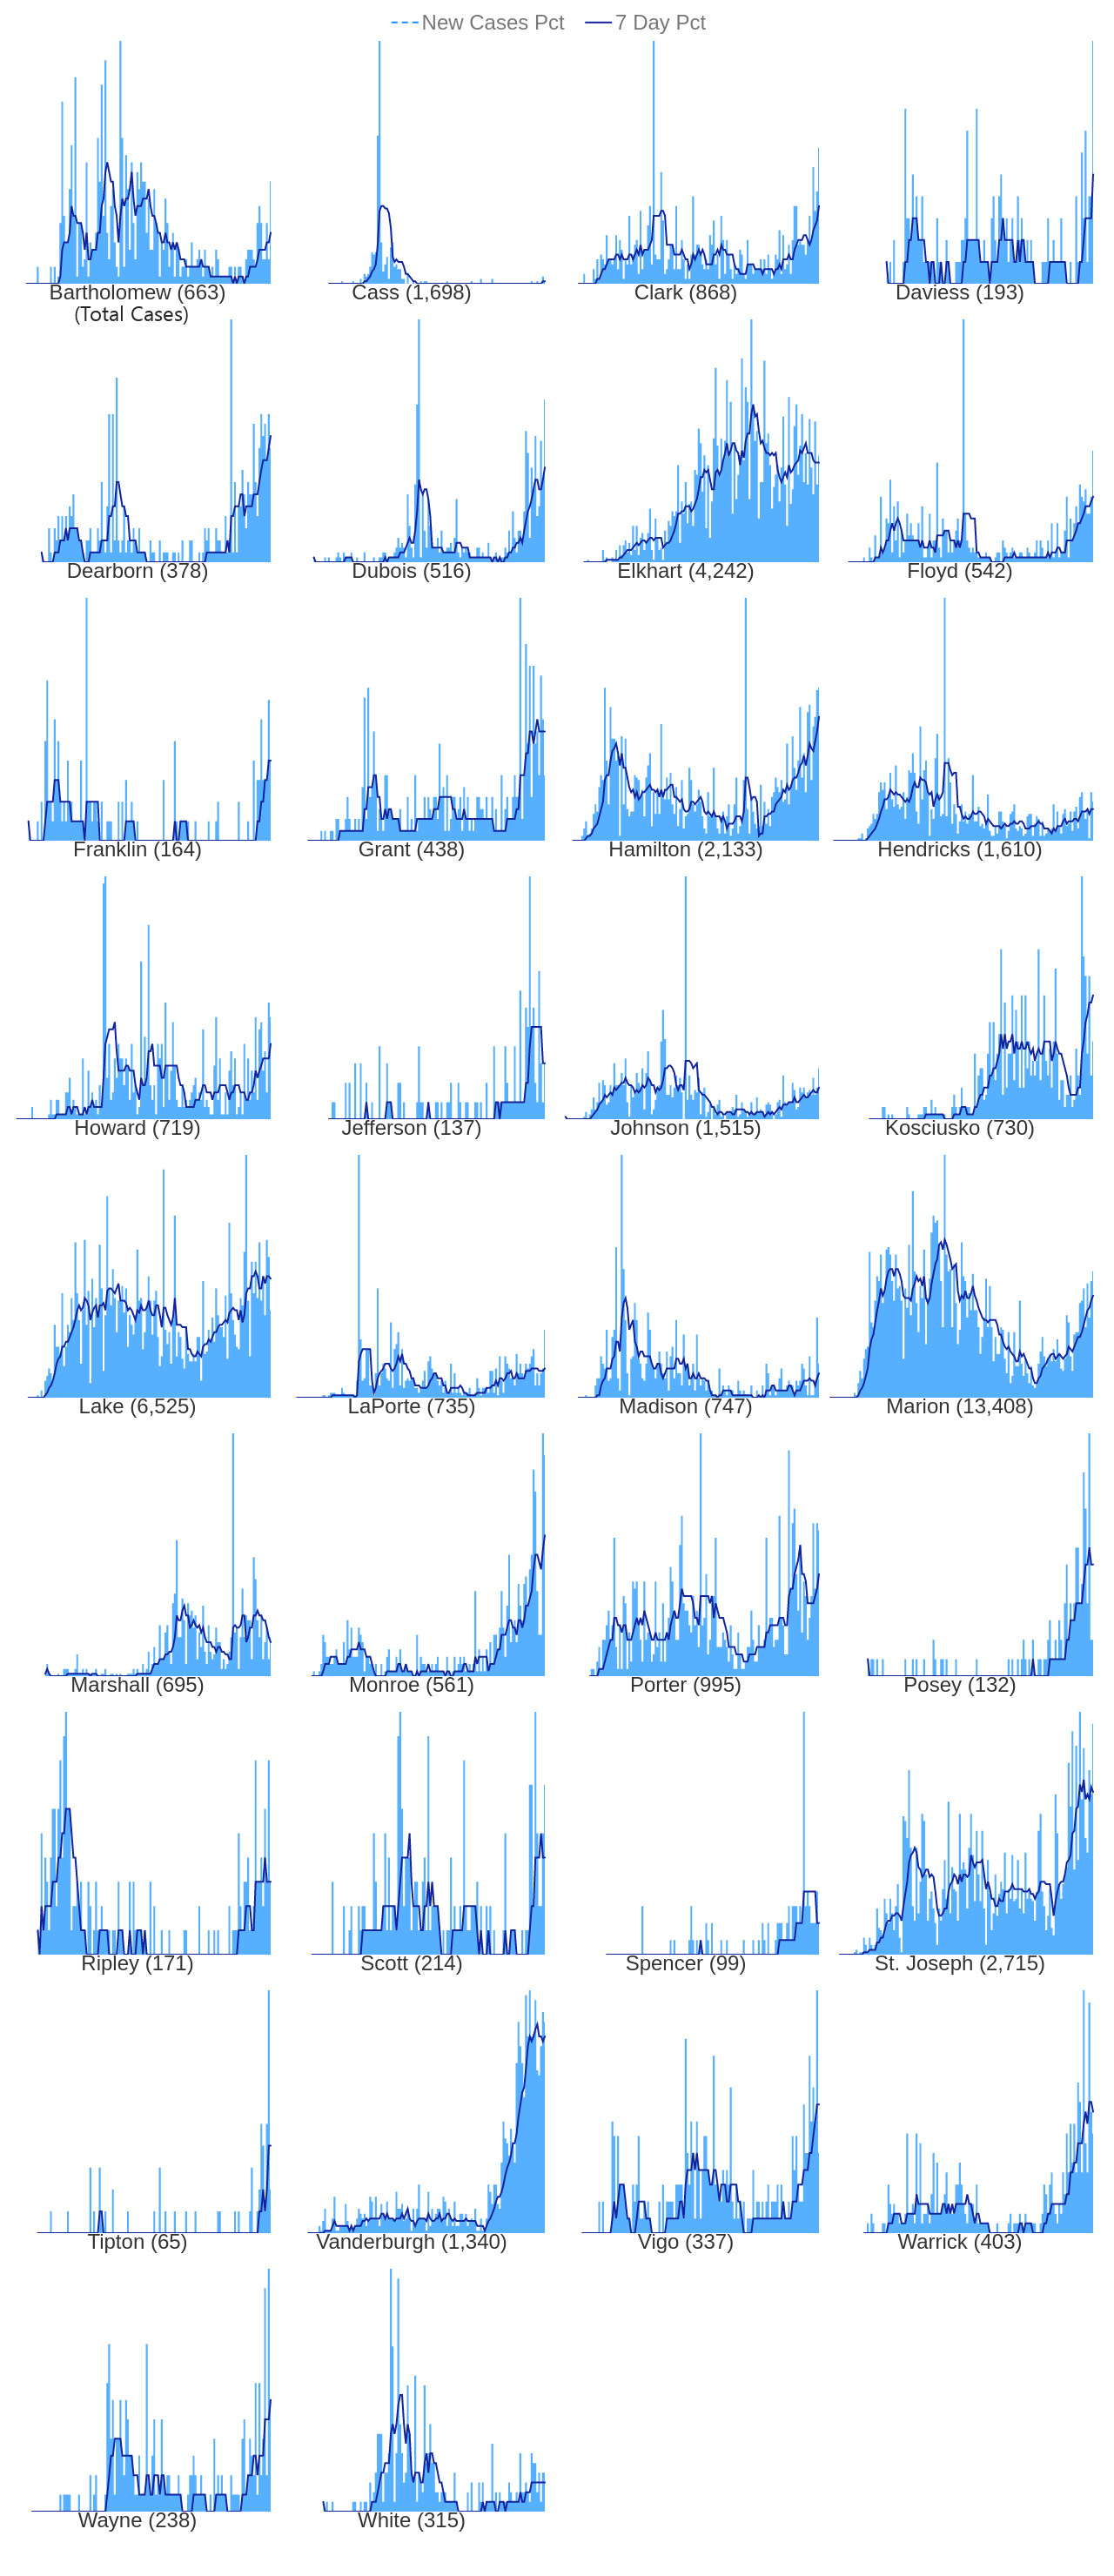 New Cases Pct 7 Day Pct
Bartholomew (663) Cass (1,698) Clark (868) Daviess (193)
(Total Cases)
Dearborn (378) Dubois (516) Elkhart (4,242) Floyd (542)
Franklin (164) Grant (438) Hamilton (2,133) Hendricks (1,610)
Howard (719) Jefferson (137) Johnson (1,515) Kosciusko (730)
Lake (6,525) LaPorte (735) Madison (747) Marion (13,408)
Marshall (695) Monroe (561) Porter (995) Posey (132)
Ripley (171) Scott (214) Spencer (99) St. Joseph (2,715)
Tipton (65) Vanderburgh (1,340) Vigo (337) Warrick (403)
Wayne (238) White (315)